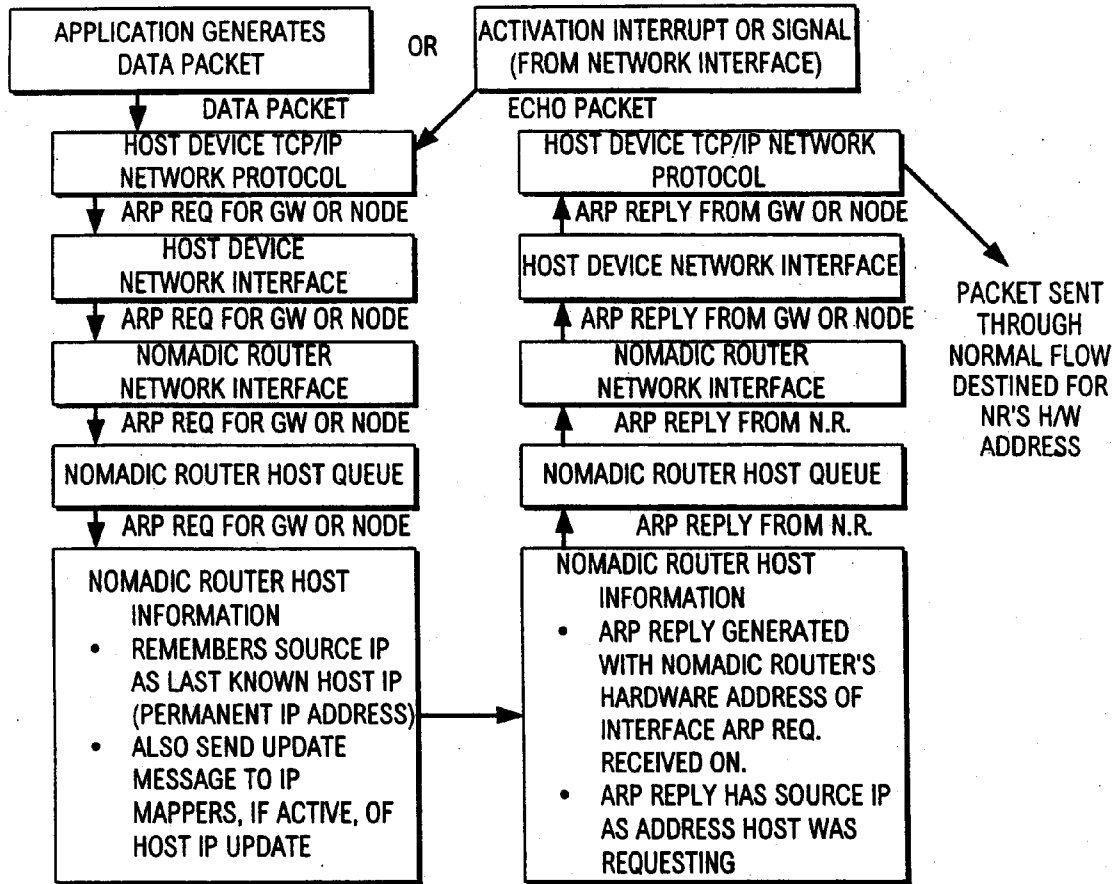 APPLICATION GENERATES
DATA PACKET
OR
ACTIVATION INTERRUPT OR SIGNAL
(FROM NETWORK INTERFACE)
DATA PACKET
ECHO PACKET
HOST DEVICE TCP/IP
NETWORK PROTOCOL
ARP REQ FOR GW OR NODE
HOST DEVICE
NETWORK INTERFACE
ARP REQ FOR GW OR NODE
NOMADIC ROUTER
NETWORK INTERFACE
ARP REQ FOR GW OR NODE
NOMADIC ROUTER HOST QUEUE
ARP REQ FOR GW OR NODE
NOMADIC ROUTER HOST
INFORMATION
• REMEMBERS SOURCE IP
AS LAST KNOWN HOST IP
(PERMANENT IP ADDRESS)
• ALSO SEND UPDATE
MESSAGE TO IP
MAPPERS, IF ACTIVE, OF
HOST IP UPDATE
HOST DEVICE TCP/IP NETWORK
PROTOCOL
ARP REPLY FROM GW OR NODE
HOST DEVICE NETWORK INTERFACE
ARP REPLY FROM GW OR NODE
NOMADIC ROUTER
NETWORK INTERFACE
ARP REPLY FROM N.R.
NOMADIC ROUTER HOST QUEUE
ARP REPLY FROM N.R.
NOMADIC ROUTER HOST
INFORMATION
• ARP REPLY GENERATED
WITH NOMADIC ROUTER'S
HARDWARE ADDRESS OF
INTERFACE ARP REQ.
RECEIVED ON.
• ARP REPLY HAS SOURCE IP
AS ADDRESS HOST WAS
REQUESTING
PACKET SENT
THROUGH
NORMAL FLOW
DESTINED FOR
NR'S H/W
ADDRESS